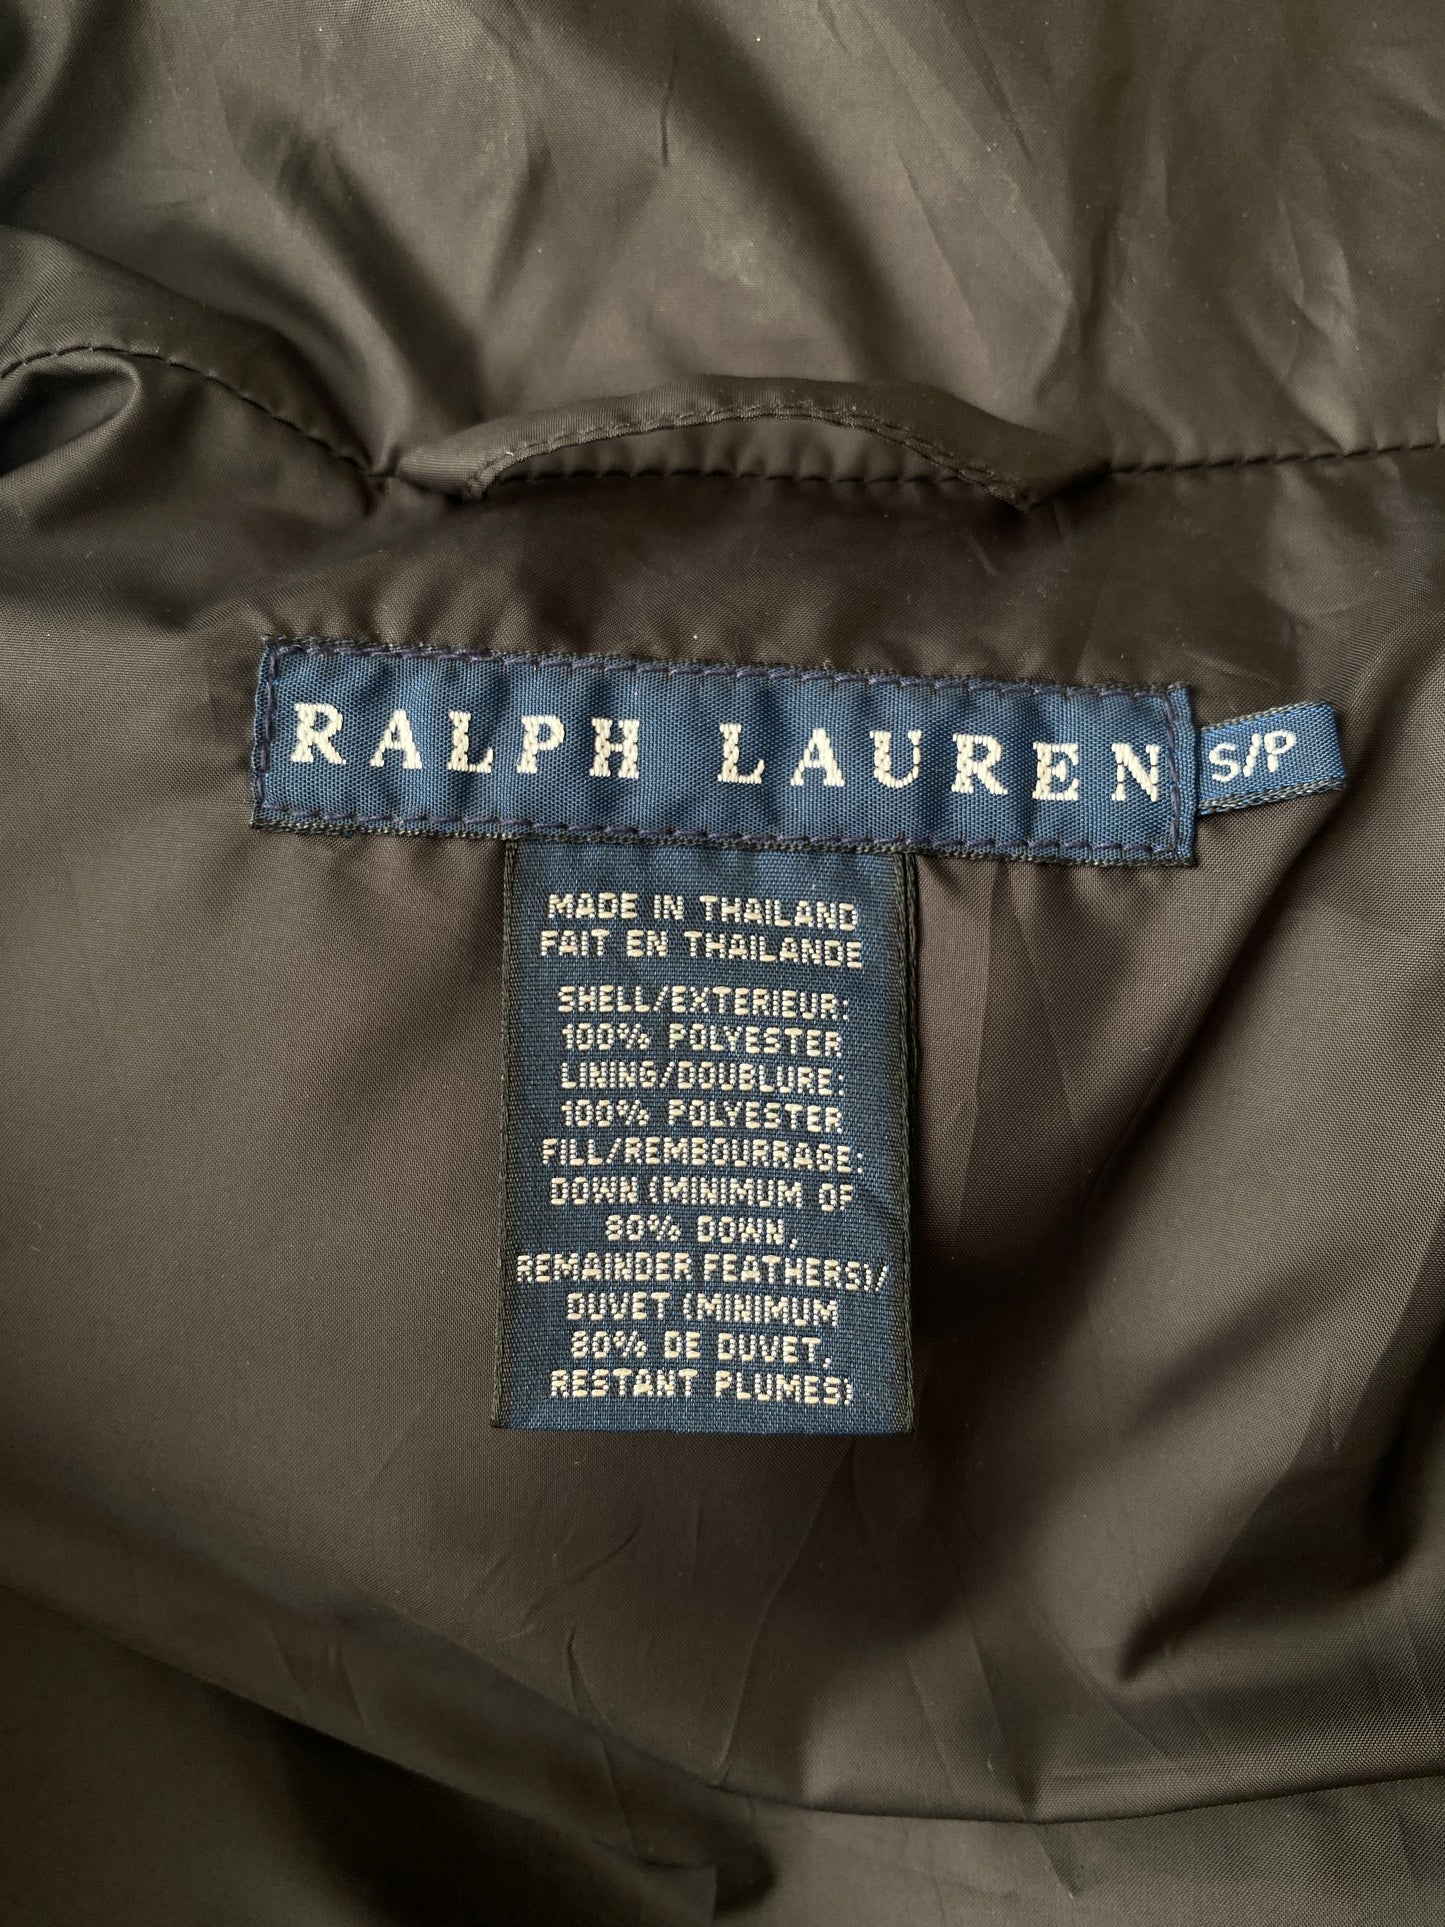 RALPH LAUREN
S/P
MADE IN THAILAND
FAIT EN THAILANDE
SHELL/EXTERIEUR:
100% POLYESTER
LINING/DOUBLURE:
100% POLYESTER
FILL/REMBOURRAGE:
DOWN (MINIMUM OF
80% DOWN,
REMAINDER FEATHERS)/
DUVET (MINIMUM
80% DE DUVET,
RESTANT PLUMES)